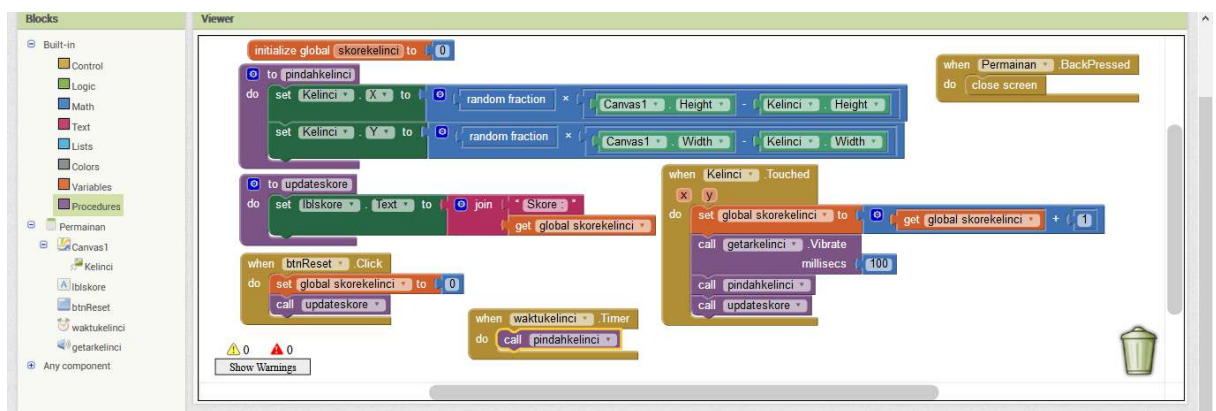 Blocks
Viewer
Built-in
Control
Logic
Math
Text
Lists
Colors
Variables
Procedures
Permainan
Canvas1
Kelinci
lblskore
btnReset
waktukelinci
getarkelinci
Any component
initialize global skorekelinci to 0
to pindahkelinci
do set Kelinci . X to random fraction × Canvas1 . Height - Kelinci . Height
set Kelinci . Y to random fraction × Canvas1 . Width - Kelinci . Width
to updateskore
do set lblskore . Text to join " Skore : "
get global skorekelinci
when btnReset .Click
do set global skorekelinci to 0
call updateskore
when waktukelinci .Timer
do call pindahkelinci
when Kelinci .Touched
x y
do set global skorekelinci to get global skorekelinci + 1
call getarkelinci .Vibrate
millisecs 100
call pindahkelinci
call updateskore
when Permainan .BackPressed
do close screen
0 0
Show Warnings